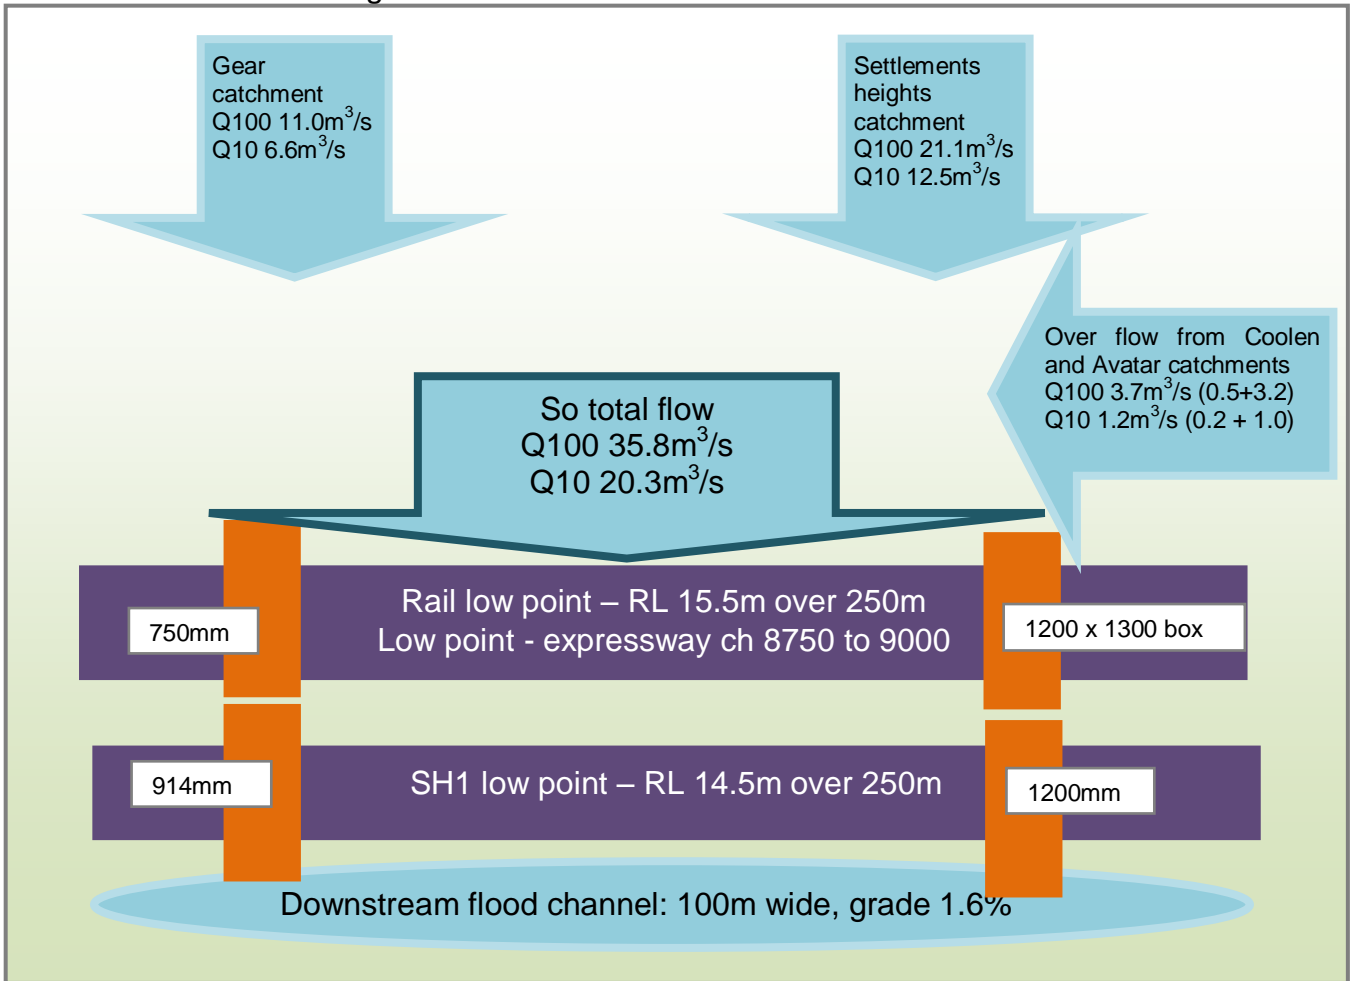 Gear
catchment
Q100 11.0m³/s
Q10 6.6m³/s
Settlements
heights
catchment
Q100 21.1m³/s
Q10 12.5m³/s
Over flow from Coolen
and Avatar catchments
Q100 3.7m³/s (0.5+3.2)
Q10 1.2m³/s (0.2 + 1.0)
So total flow
Q100 35.8m³/s
Q10 20.3m³/s
Rail low point – RL 15.5m over 250m
Low point - expressway ch 8750 to 9000
750mm
1200 x 1300 box
SH1 low point – RL 14.5m over 250m
914mm
1200mm
Downstream flood channel: 100m wide, grade 1.6%